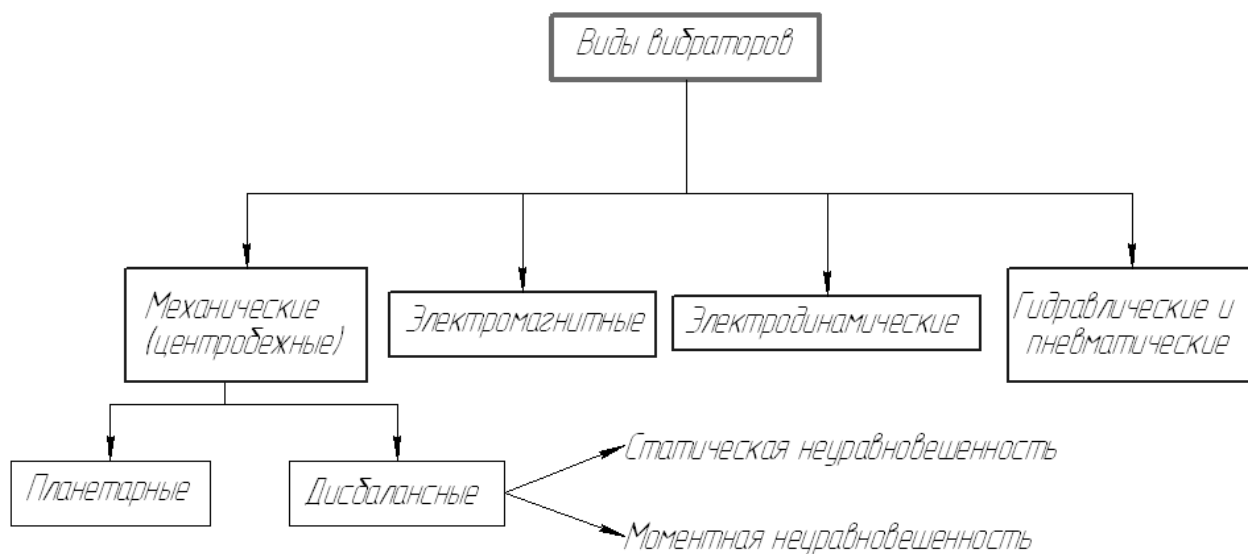 Виды вибраторов
Механические
(центробежные)
Электромагнитные
Электродинамические
Гидравлические и
пневматические
Планетарные
Дисбалансные
Статическая неуравновешенность
Моментная неуравновешенность